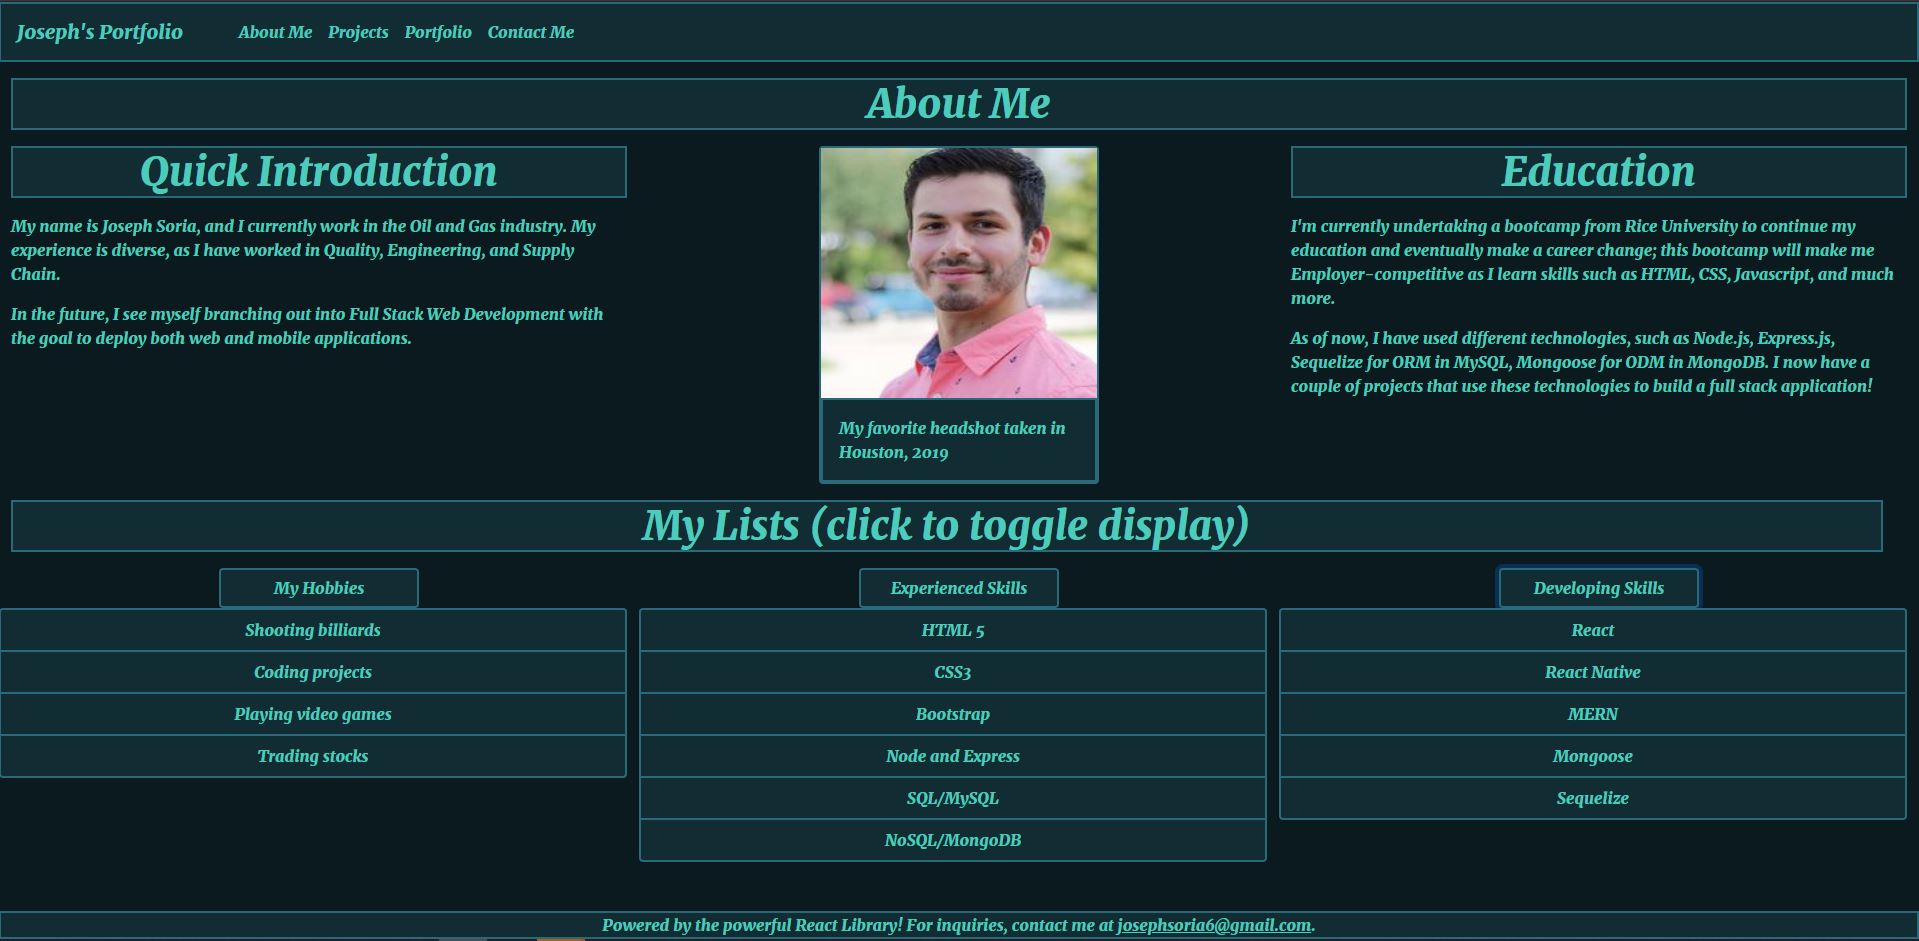 Joseph's Portfolio
About Me
Projects
Portfolio
Contact Me
About Me
Quick Introduction
My name is Joseph Soria, and I currently work in the Oil and Gas industry. My
experience is diverse, as I have worked in Quality, Engineering, and Supply
Chain.
In the future, I see myself branching out into Full Stack Web Development with
the goal to deploy both web and mobile applications.
My favorite headshot taken in
Houston, 2019
Education
I'm currently undertaking a bootcamp from Rice University to continue my
education and eventually make a career change; this bootcamp will make me
Employer-competitive as I learn skills such as HTML, CSS, Javascript, and much
more.
As of now, I have used different technologies, such as Node.js, Express.js,
Sequelize for ORM in MySQL, Mongoose for ODM in MongoDB. I now have a
couple of projects that use these technologies to build a full stack application!
My Lists (click to toggle display)
My Hobbies
Shooting billiards
Coding projects
Playing video games
Trading stocks
Experienced Skills
HTML 5
CSS3
Bootstrap
Node and Express
SQL/MySQL
NoSQL/MongoDB
Developing Skills
React
React Native
MERN
Mongoose
Sequelize
Powered by the powerful React Library! For inquiries, contact me at josephsoria6@gmail.com.